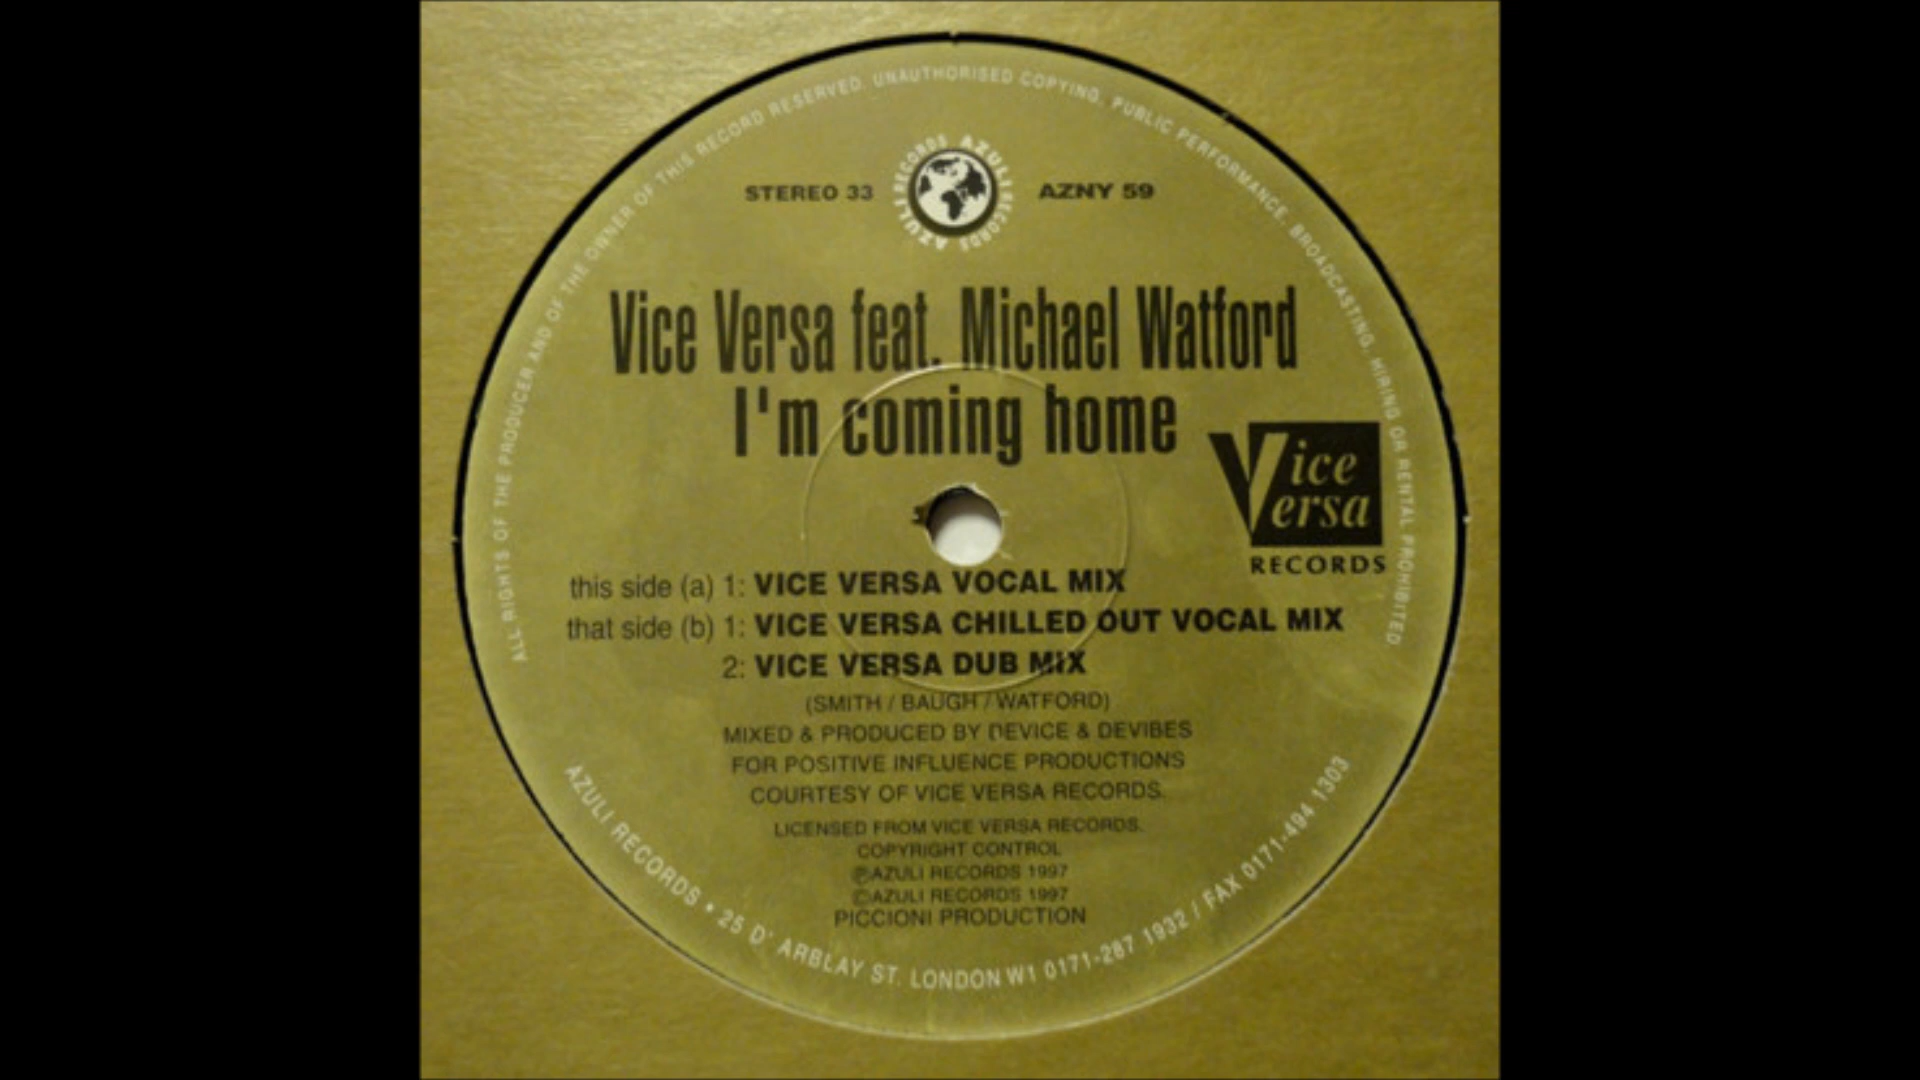 ALL RIGHTS OF THE PRODUCER AND OF THE OWNER OF THIS RECORD RESERVED. UNAUTHORISED COPYING, PUBLIC PERFORMANCE, BROADCASTING, HIRING OR RENTAL PROHIBITED
AZULI RECORDS AZULI RECORDS
STEREO 33
AZNY 59
Vice Versa feat. Michael Watford
I'm coming home
Vice Versa
RECORDS
this side (a) 1: VICE VERSA VOCAL MIX
that side (b) 1: VICE VERSA CHILLED OUT VOCAL MIX
2: VICE VERSA DUB MIX
(SMITH / BAUGH / WATFORD)
MIXED & PRODUCED BY DEVICE & DEVIBES
FOR POSITIVE INFLUENCE PRODUCTIONS
COURTESY OF VICE VERSA RECORDS.
LICENSED FROM VICE VERSA RECORDS.
COPYRIGHT CONTROL
ⓅAZULI RECORDS 1997
©AZULI RECORDS 1997
PICCIONI PRODUCTION
AZULI RECORDS • 25 D' ARBLAY ST. LONDON W1 0171-287 1932 / FAX 0171-494 1303